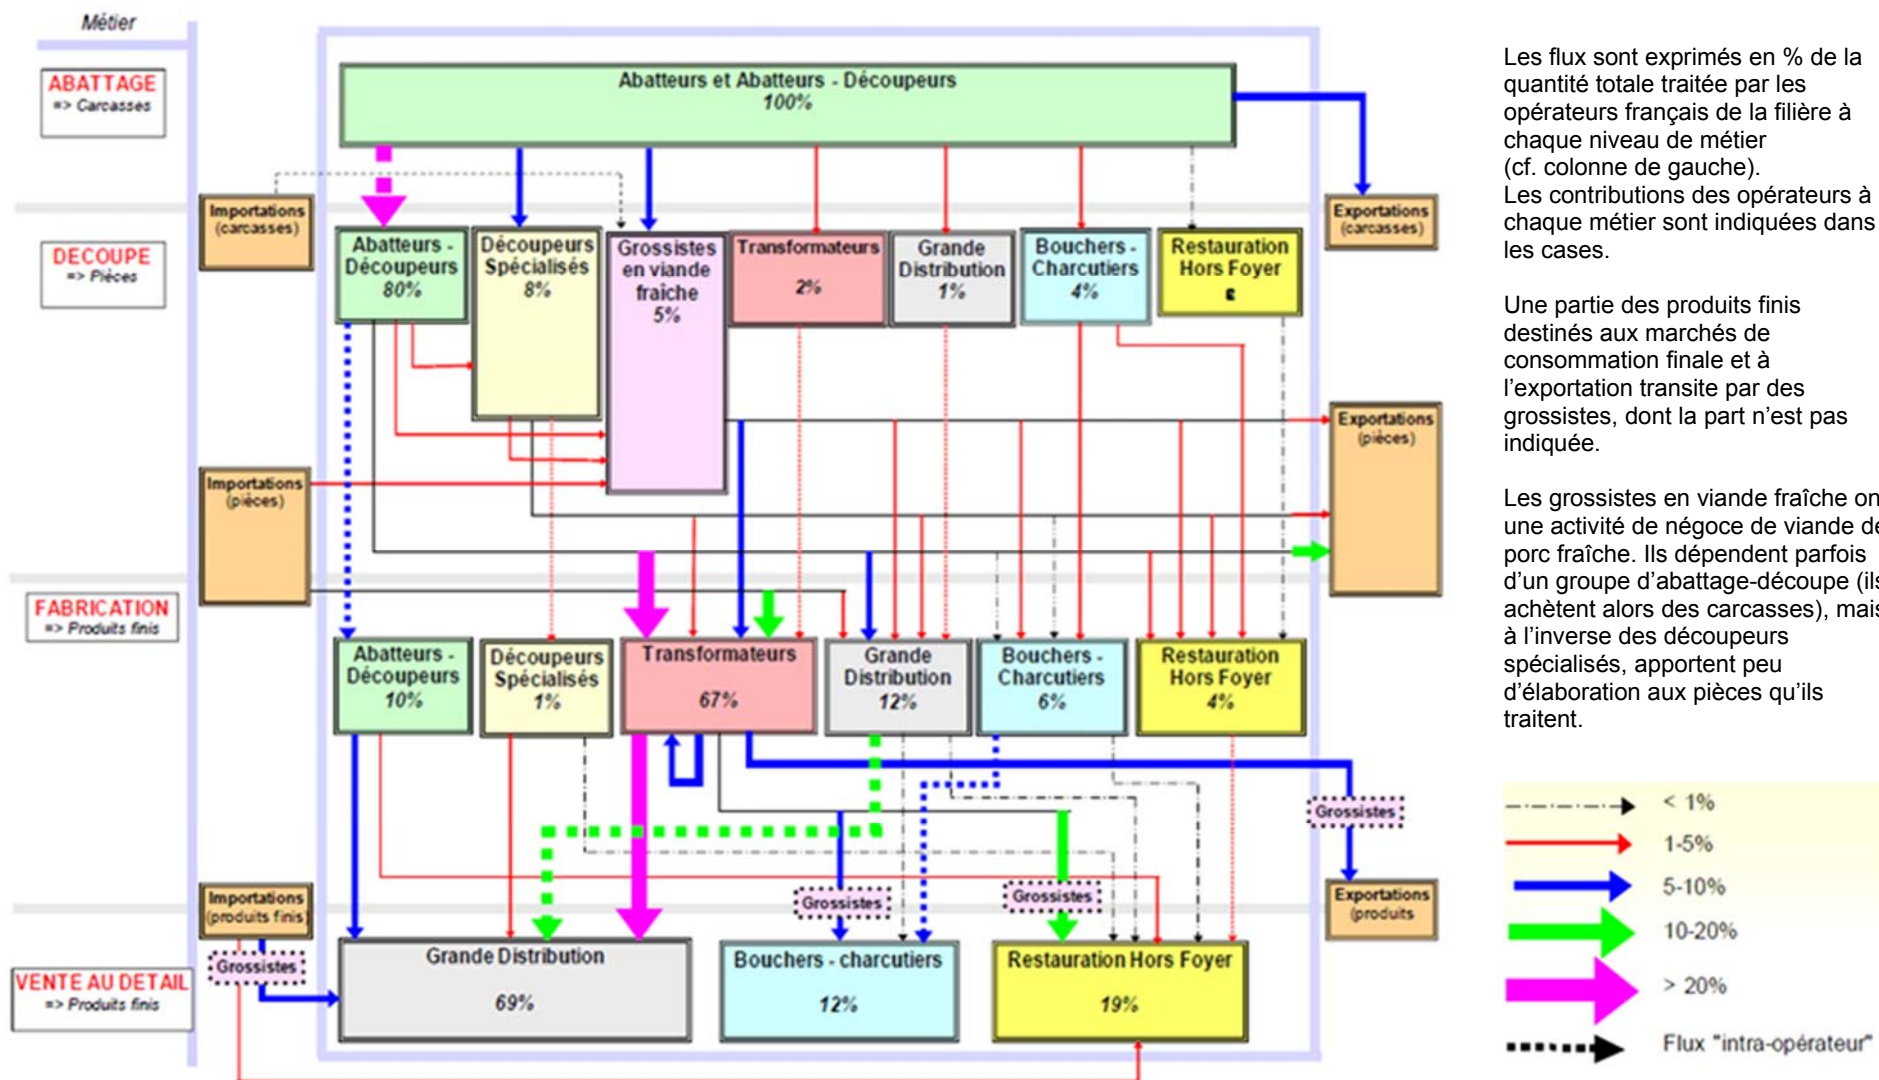 Métier
ABATTAGE
=> Carcasses
Abatteurs et Abatteurs - Découpeurs
100%
Importations
(carcasses)
Exportations
(carcasses)
DECOUPE
=> Pièces
Abatteurs -
Découpeurs
80%
Découpeurs
Spécialisés
8%
Grossistes
en viande
fraîche
5%
Transformateurs
2%
Grande
Distribution
1%
Bouchers -
Charcutiers
4%
Restauration
Hors Foyer
ε
Importations
(pièces)
Exportations
(pièces)
FABRICATION
=> Produits finis
Abatteurs -
Découpeurs
10%
Découpeurs
Spécialisés
1%
Transformateurs
67%
Grande
Distribution
12%
Bouchers -
Charcutiers
6%
Restauration
Hors Foyer
4%
Grossistes
Grossistes
Grossistes
Importations
(produits finis)
Exportations
(produits
Grossistes
VENTE AU DETAIL
=> Produits finis
Grande Distribution
69%
Bouchers - charcutiers
12%
Restauration Hors Foyer
19%
Les flux sont exprimés en % de la
quantité totale traitée par les
opérateurs français de la filière à
chaque niveau de métier
(cf. colonne de gauche).
Les contributions des opérateurs à
chaque métier sont indiquées dans
les cases.
Une partie des produits finis
destinés aux marchés de
consommation finale et à
l'exportation transite par des
grossistes, dont la part n'est pas
indiquée.
Les grossistes en viande fraîche on
une activité de négoce de viande de
porc fraîche. Ils dépendent parfois
d'un groupe d'abattage-découpe (ils
achètent alors des carcasses), mais
à l'inverse des découpeurs
spécialisés, apportent peu
d'élaboration aux pièces qu'ils
traitent.
< 1%
1-5%
5-10%
10-20%
> 20%
Flux "intra-opérateur"